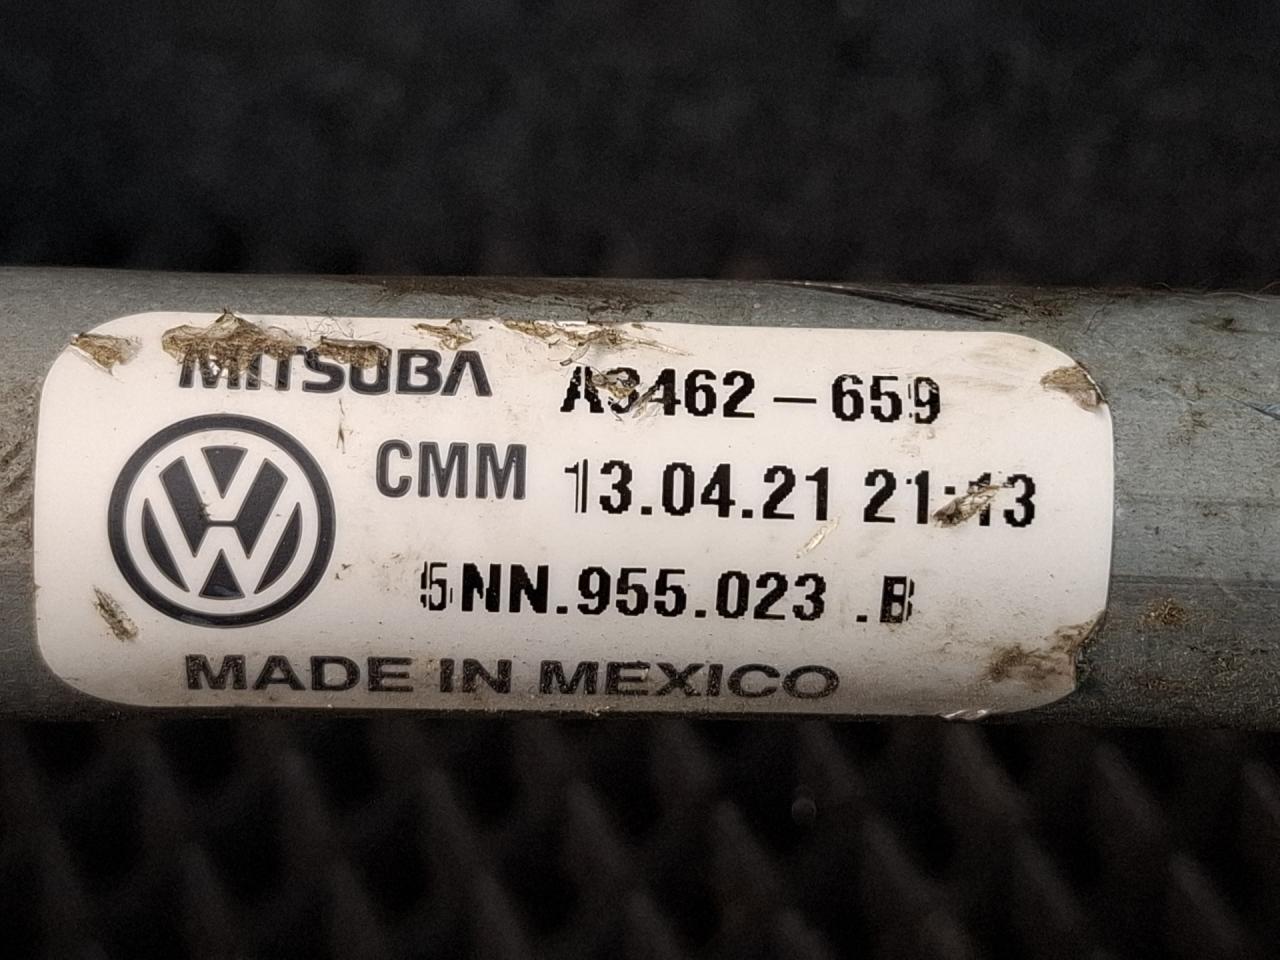 MITSUBA A3462-659
CMM 13.04.21 21:13
5NN.955.023 .B
MADE IN MEXICO